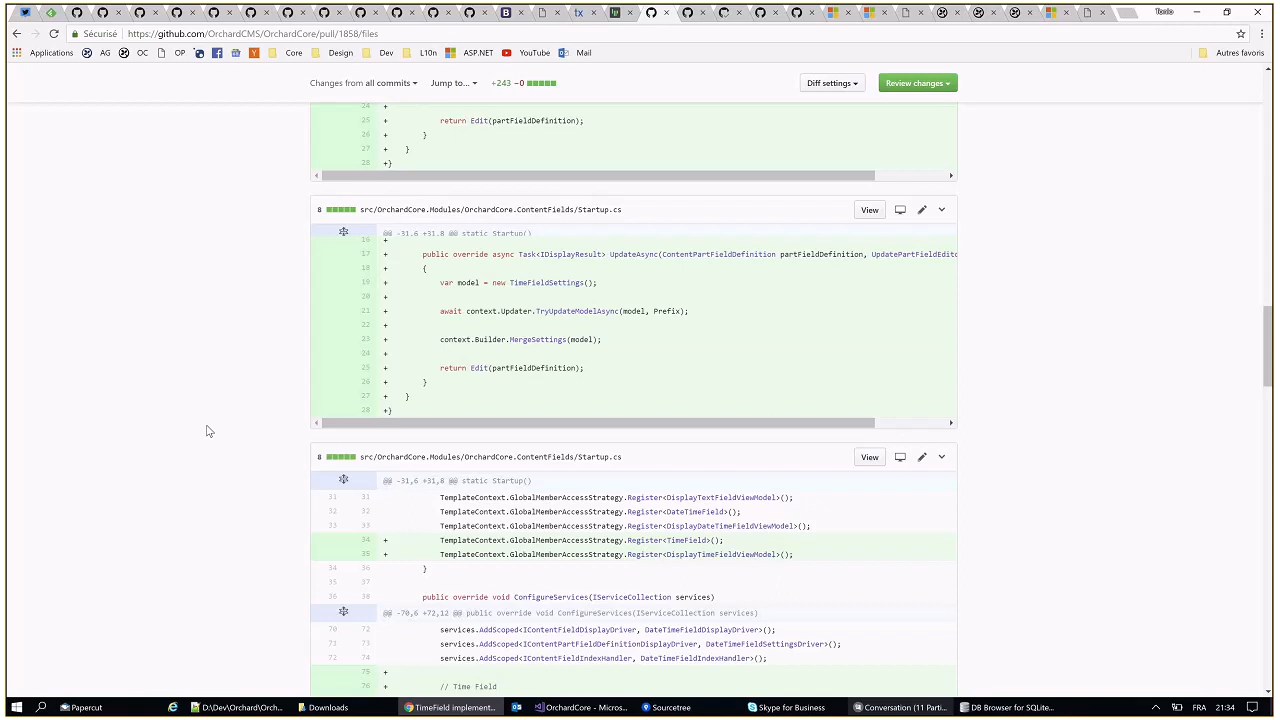 Tonio
Sécurisé https://github.com/OrchardCMS/OrchardCore/pull/1858/files
Applications AG OC OP Core Design Dev L10n ASP.NET YouTube Mail Autres favoris
Changes from all commits Jump to... +243 −0 Diff settings Review changes
24 +
25 + return Edit(partFieldDefinition);
26 + }
27 + }
28 +}
8 src/OrchardCore.Modules/OrchardCore.ContentFields/Startup.cs View
@@ -31,6 +31,8 @@ static Startup()
16 +
17 + public override async Task<IDisplayResult> UpdateAsync(ContentPartFieldDefinition partFieldDefinition, UpdatePartFieldEdito
18 + {
19 + var model = new TimeFieldSettings();
20 +
21 + await context.Updater.TryUpdateModelAsync(model, Prefix);
22 +
23 + context.Builder.MergeSettings(model);
24 +
25 + return Edit(partFieldDefinition);
26 + }
27 + }
28 +}
8 src/OrchardCore.Modules/OrchardCore.ContentFields/Startup.cs View
@@ -31,6 +31,8 @@ static Startup()
31 31 TemplateContext.GlobalMemberAccessStrategy.Register<DisplayTextFieldViewModel>();
32 32 TemplateContext.GlobalMemberAccessStrategy.Register<DateTimeField>();
33 33 TemplateContext.GlobalMemberAccessStrategy.Register<DisplayDateTimeFieldViewModel>();
34 + TemplateContext.GlobalMemberAccessStrategy.Register<TimeField>();
35 + TemplateContext.GlobalMemberAccessStrategy.Register<DisplayTimeFieldViewModel>();
34 36 }
35 37
36 38 public override void ConfigureServices(IServiceCollection services)
@@ -70,6 +72,12 @@ public override void ConfigureServices(IServiceCollection services)
70 72 services.AddScoped<IContentFieldDisplayDriver, DateTimeFieldDisplayDriver>();
71 73 services.AddScoped<IContentPartFieldDefinitionDisplayDriver, DateTimeFieldSettingsDriver>();
72 74 services.AddScoped<IContentFieldIndexHandler, DateTimeFieldIndexHandler>();
75 +
76 + // Time Field
Papercut D:\Dev\Orchard\Orchar... Downloads TimeField implement... OrchardCore - Micros... Sourcetree Skype for Business Conversation (11 Parti... DB Browser for SQLite... FRA 21:34